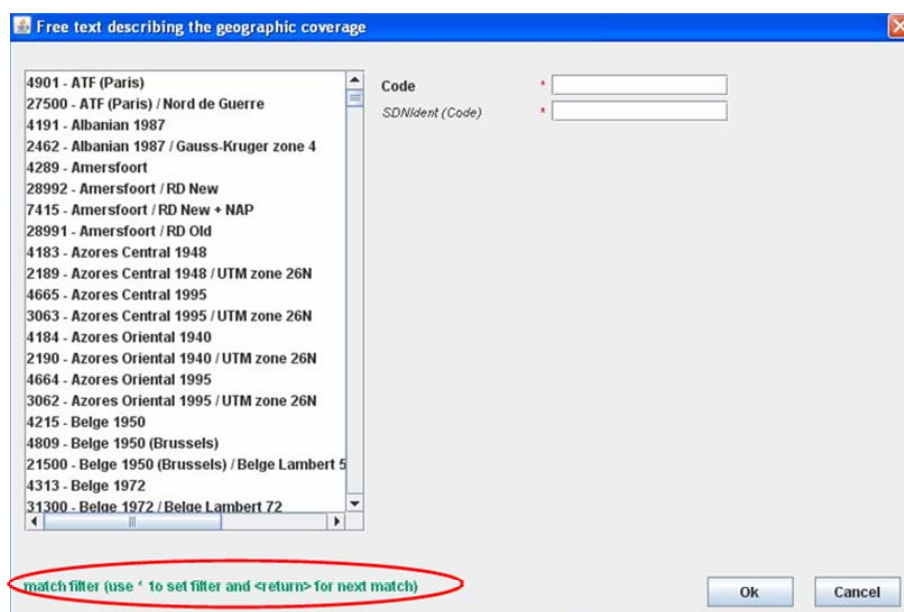 Free text describing the geographic coverage
4901 - ATF (Paris)
27500 - ATF (Paris) / Nord de Guerre
4191 - Albanian 1987
2462 - Albanian 1987 / Gauss-Kruger zone 4
4289 - Amersfoort
28992 - Amersfoort / RD New
7415 - Amersfoort / RD New + NAP
28991 - Amersfoort / RD Old
4183 - Azores Central 1948
2189 - Azores Central 1948 / UTM zone 26N
4665 - Azores Central 1995
3063 - Azores Central 1995 / UTM zone 26N
4184 - Azores Oriental 1940
2190 - Azores Oriental 1940 / UTM zone 26N
4664 - Azores Oriental 1995
3062 - Azores Oriental 1995 / UTM zone 26N
4215 - Belge 1950
4809 - Belge 1950 (Brussels)
21500 - Belge 1950 (Brussels) / Belge Lambert 5
4313 - Belge 1972
31300 - Belge 1972 / Belge Lambert 72
Code *
SDNIdent (Code) *
match filter (use * to set filter and <return> for next match)
Ok
Cancel